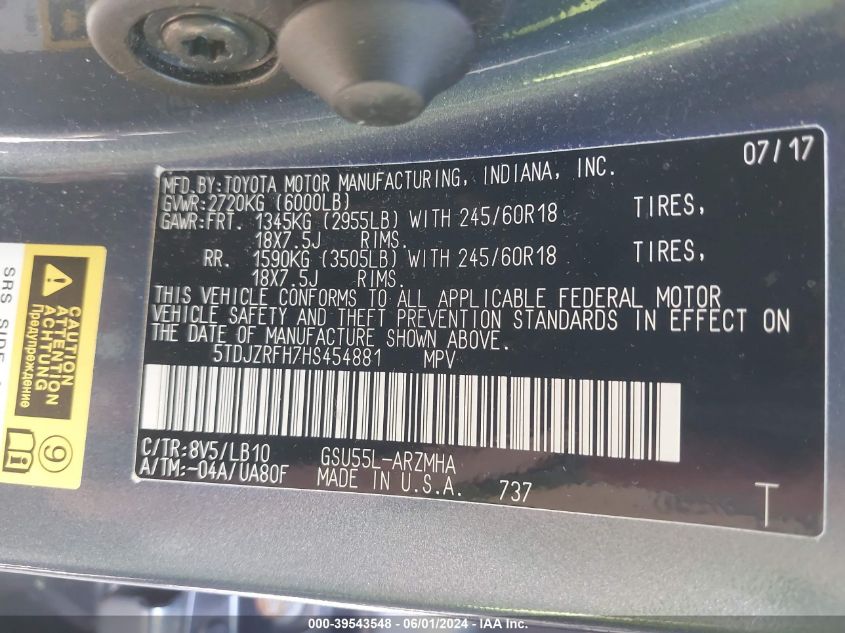 07/17
MFD. BY: TOYOTA MOTOR MANUFACTURING, INDIANA, INC.
GVWR: 2720KG (6000LB)
GAWR: FRT. 1345KG (2955LB) WITH 245/60R18 TIRES,
18X7.5J RIMS.
RR. 1590KG (3505LB) WITH 245/60R18 TIRES,
18X7.5J RIMS.
THIS VEHICLE CONFORMS TO ALL APPLICABLE FEDERAL MOTOR
VEHICLE SAFETY AND THEFT PREVENTION STANDARDS IN EFFECT ON
THE DATE OF MANUFACTURE SHOWN ABOVE.
5TDJZRFH7HS454881 MPV
C/TR: 8V5/LB10 GSU55L-ARZMHA
A/TM: -04A/UA80F MADE IN U.S.A. 737
T
CAUTION
ATTENTION
ACHTUNG
Предупреждение
9
SRS SIDE
000-39543548 - 06/01/2024 - IAA Inc.